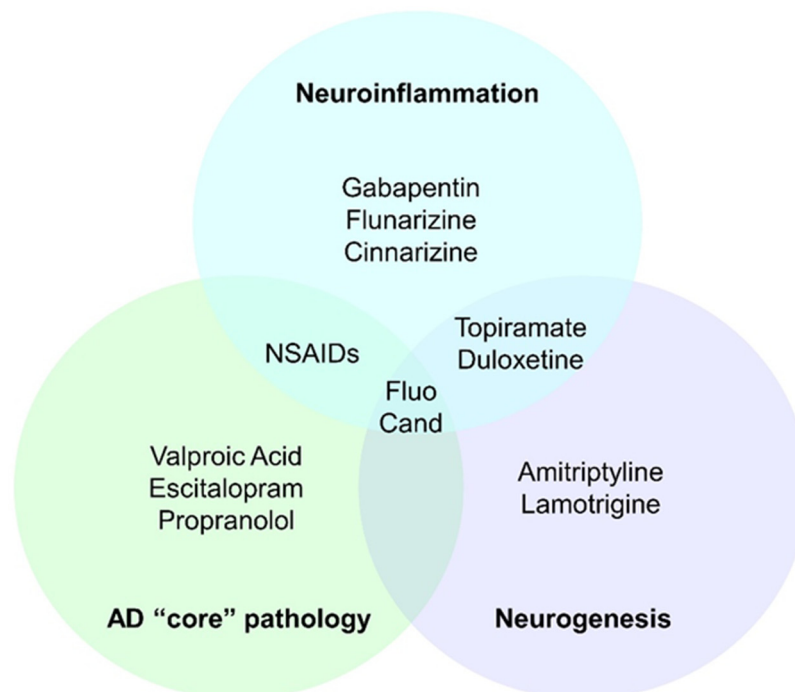 Neuroinflammation
Gabapentin
Flunarizine
Cinnarizine
NSAIDs
Topiramate
Duloxetine
Fluo
Cand
Valproic Acid
Escitalopram
Propranolol
Amitriptyline
Lamotrigine
AD “core” pathology
Neurogenesis